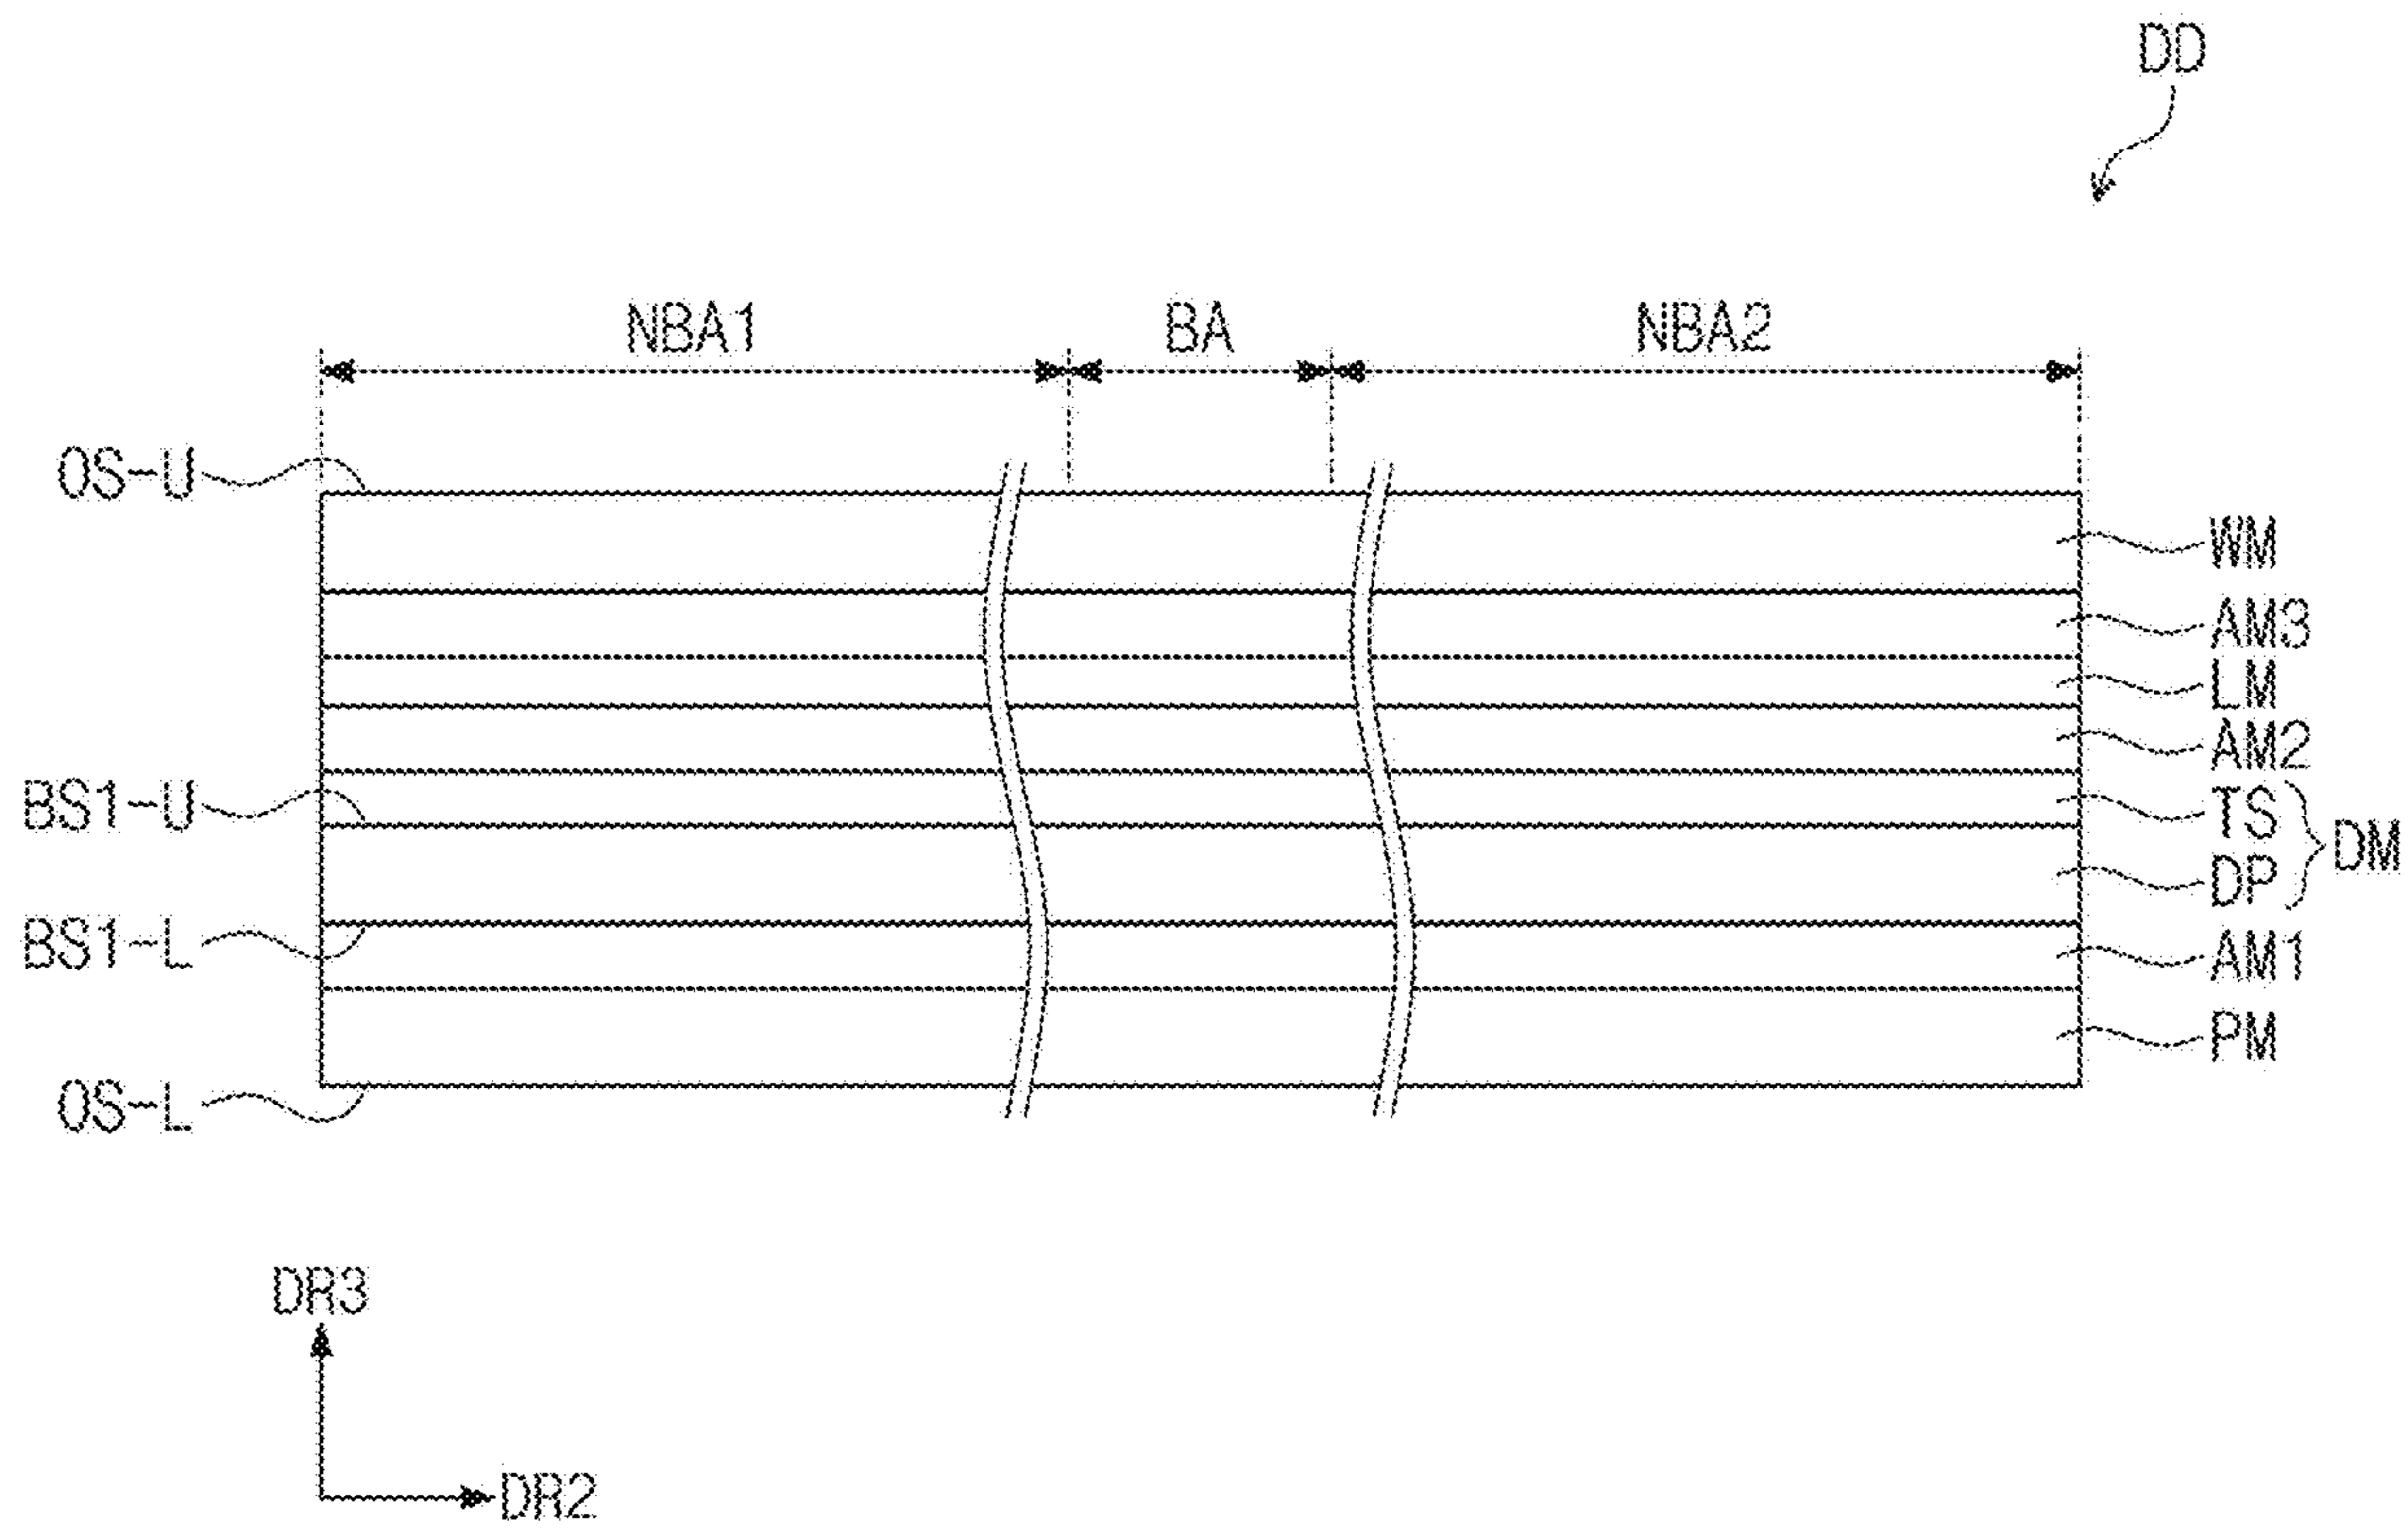 DD
NBA1 BA NBA2
OS-U
WM
AM3
LM
AM2
BS1-U
TS
DM
DP
BS1-L
AM1
PM
OS-L
DR3
DR2